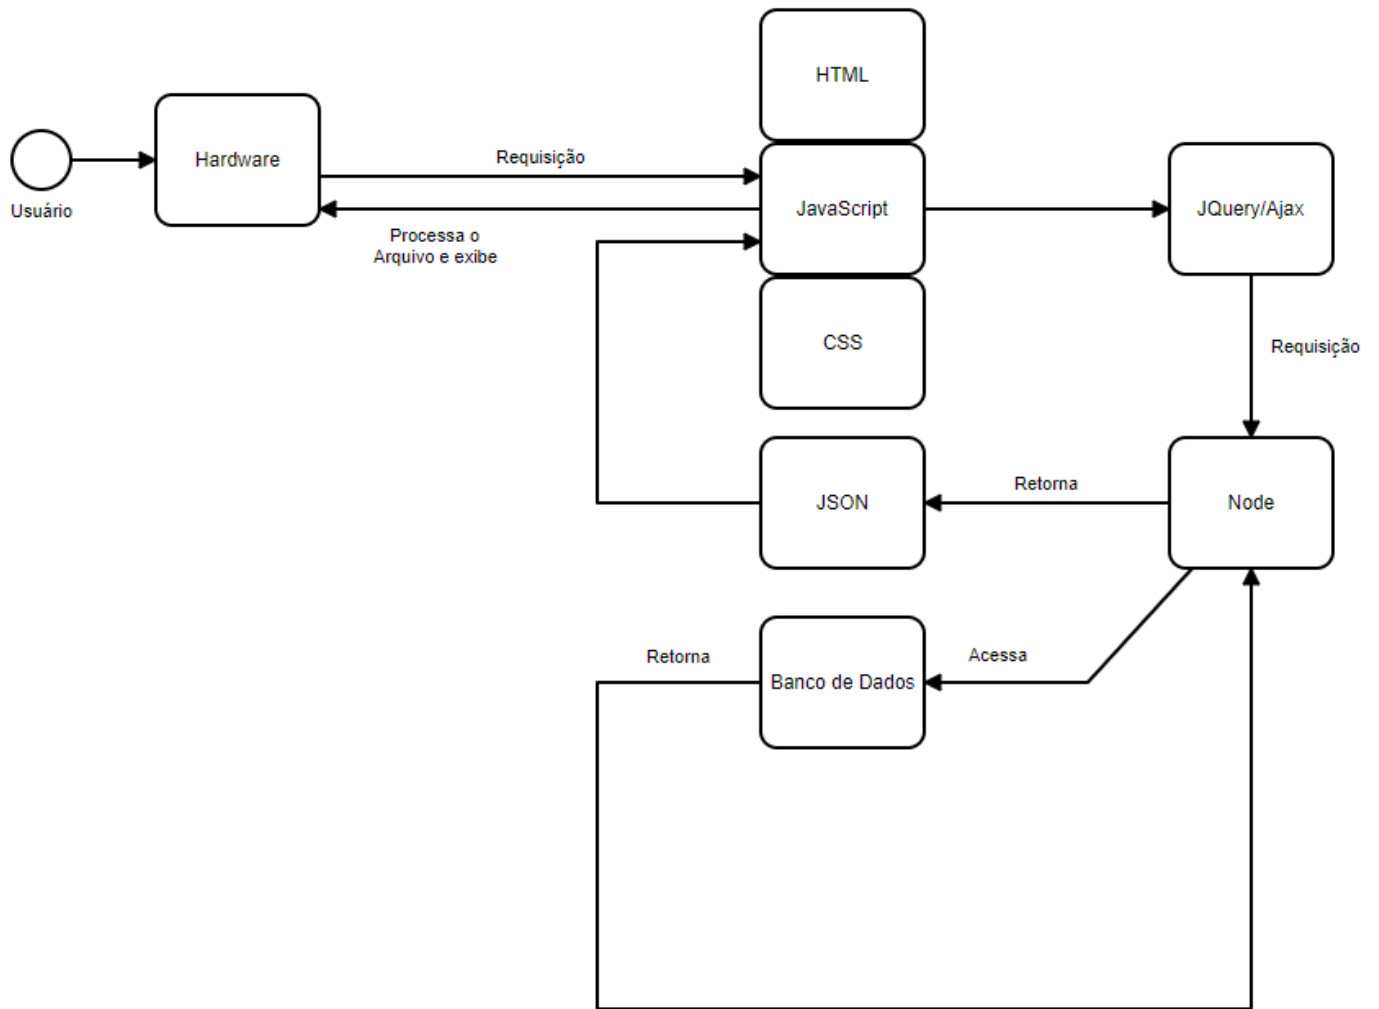 HTML
Hardware
Requisição
Usuário
JavaScript
JQuery/Ajax
Processa o
Arquivo e exibe
CSS
Requisição
JSON
Retorna
Node
Retorna
Banco de Dados
Acessa